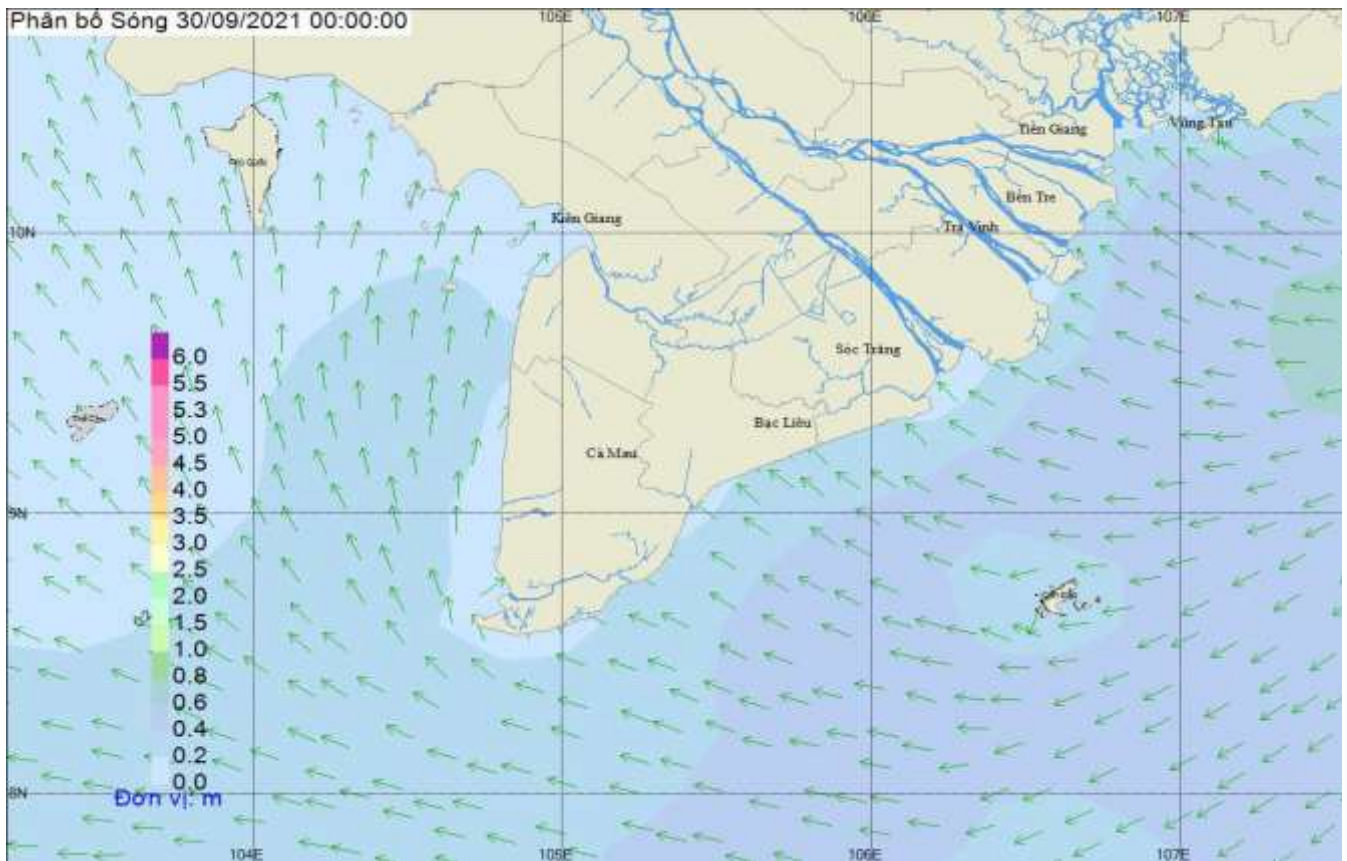 Phân bố Sóng 30/09/2021 00:00:00
105E
106E
107E
Tiền Giang
Vũng Tàu
Bến Tre
Trà Vinh
Kiên Giang
10N
Sóc Trăng
6.0
5.5
5.3
5.0
4.5
4.0
3.5
3.0
2.5
2.0
1.5
1.0
0.8
0.6
0.4
0.2
0.0
Bạc Liêu
Cà Mau
9N
8N
Đơn vị: m
104E
105E
106E
107E